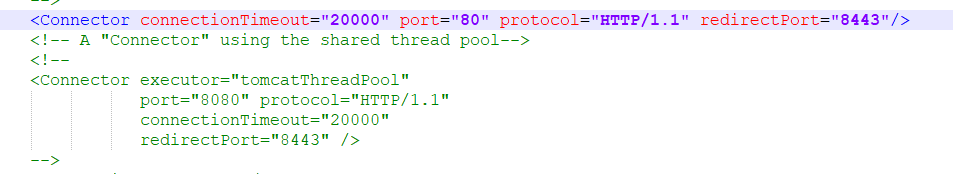 -->
<Connector connectionTimeout="20000" port="80" protocol="HTTP/1.1" redirectPort="8443"/>
<!-- A "Connector" using the shared thread pool-->
<!--
<Connector executor="tomcatThreadPool"
port="8080" protocol="HTTP/1.1"
connectionTimeout="20000"
redirectPort="8443" />
-->